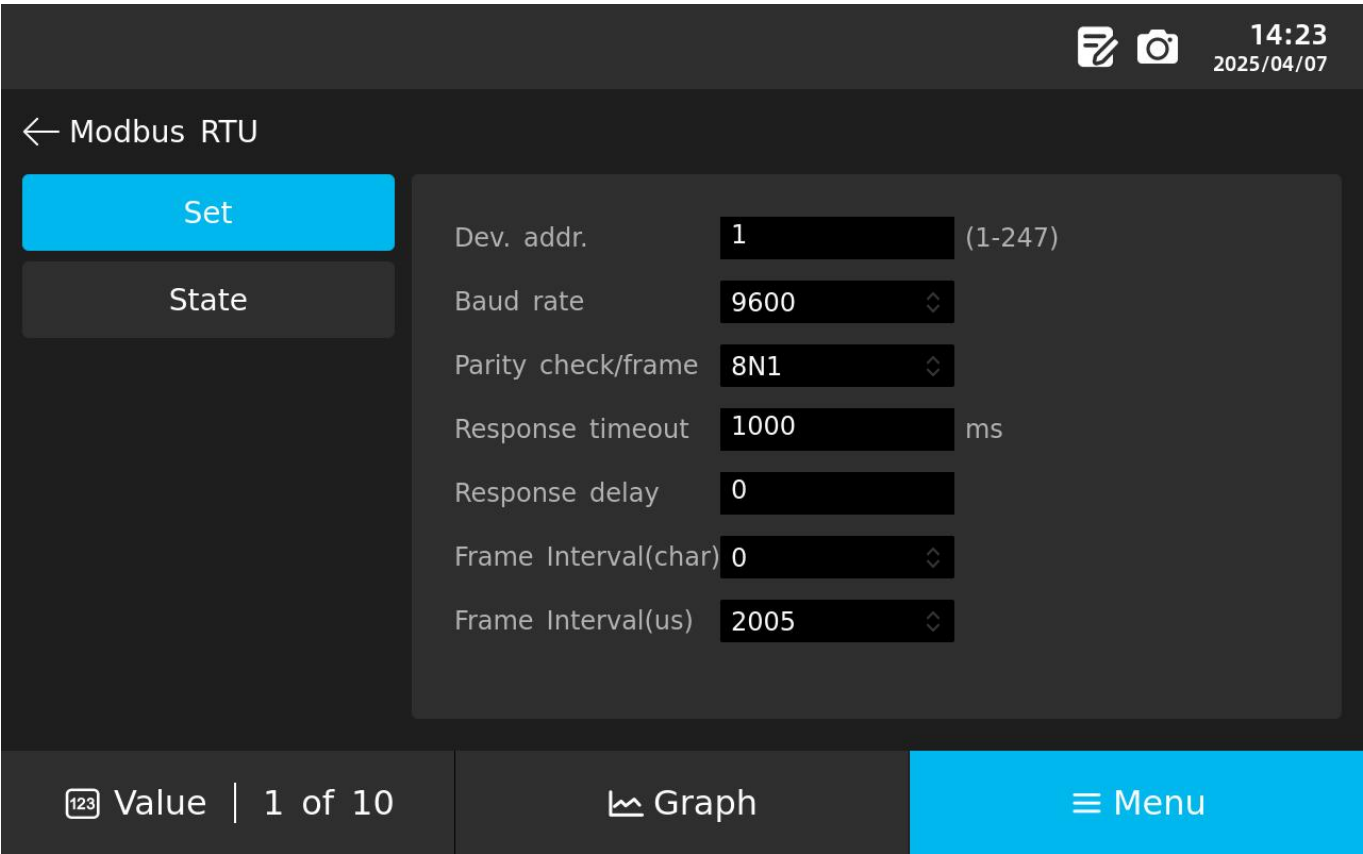 14:23
2025/04/07
Modbus RTU
Set
State
Dev. addr. 1 (1-247)
Baud rate 9600
Parity check/frame 8N1
Response timeout 1000 ms
Response delay 0
Frame Interval(char) 0
Frame Interval(us) 2005
123 Value | 1 of 10
Graph
Menu